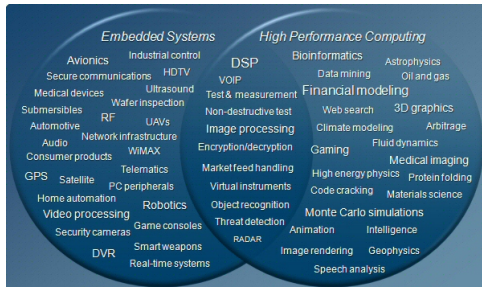 Embedded Systems
High Performance Computing
Avionics
Industrial control
Secure communications
HDTV
Medical devices
Ultrasound
Submersibles
Wafer inspection
Automotive
RF
UAVs
Audio
Network infrastructure
Consumer products
WiMAX
GPS
Satellite
Telematics
PC peripherals
Home automation
Robotics
Video processing
Security cameras
Game consoles
DVR
Smart weapons
Real-time systems
DSP
VOIP
Test & measurement
Non-destructive test
Image processing
Encryption/decryption
Market feed handling
Virtual instruments
Object recognition
Threat detection
RADAR
Bioinformatics
Astrophysics
Data mining
Oil and gas
Financial modeling
Web search
3D graphics
Climate modeling
Arbitrage
Gaming
Fluid dynamics
Medical imaging
High energy physics
Protein folding
Code cracking
Materials science
Monte Carlo simulations
Animation
Intelligence
Image rendering
Geophysics
Speech analysis